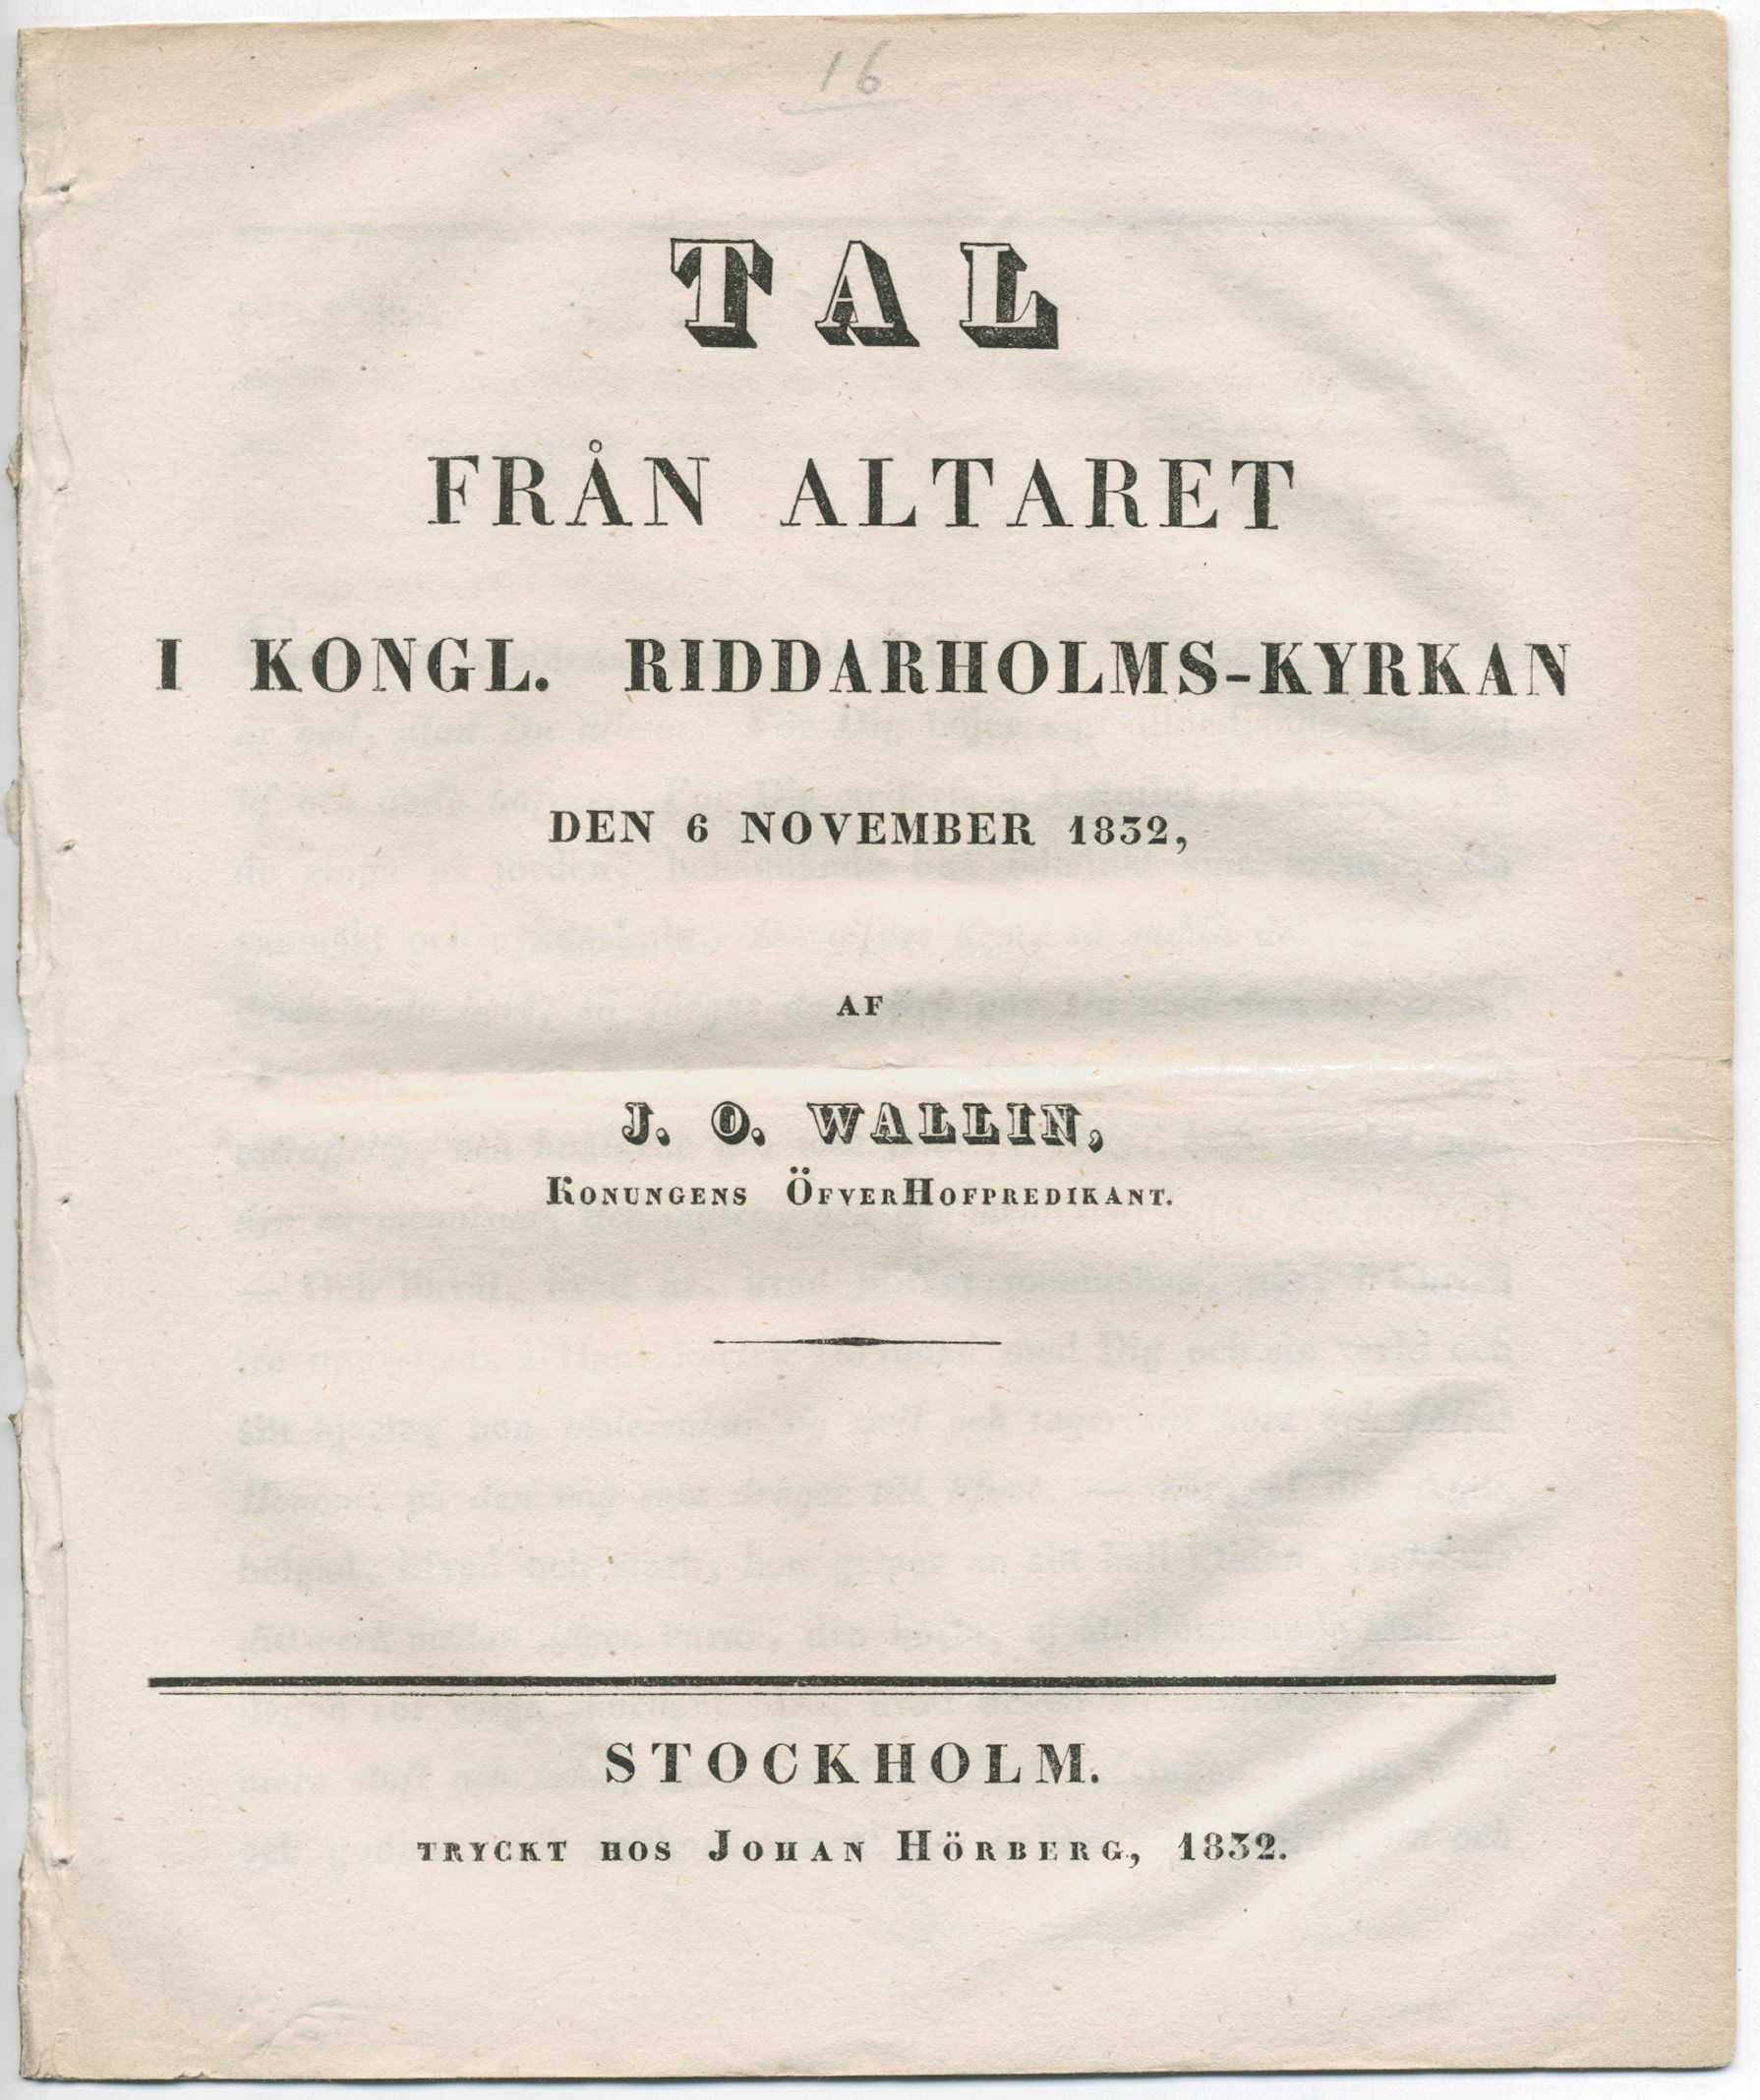 16
TAL
FRÅN ALTARET
I KONGL. RIDDARHOLMS-KYRKAN
DEN 6 NOVEMBER 1832,
AF
J. O. WALLIN,
KONUNGENS ÖFVERHOFPREDIKANT.
STOCKHOLM.
TRYCKT HOS JOHAN HÖRBERG, 1832.